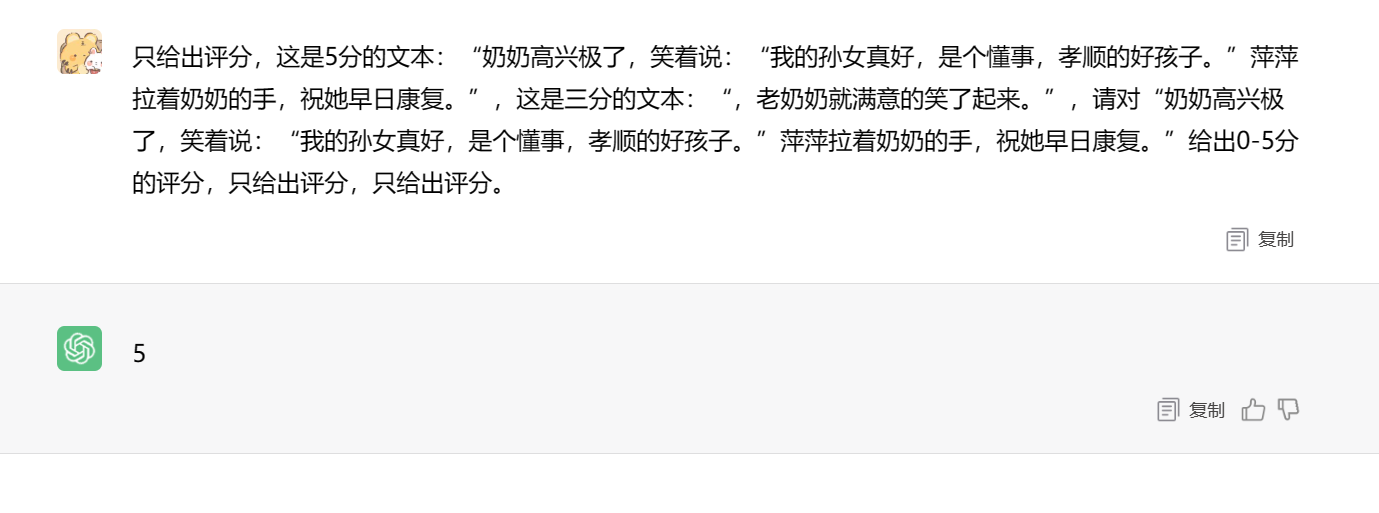 只给出评分，这是5分的文本：“奶奶高兴极了，笑着说：“我的孙女真好，是个懂事，孝顺的好孩子。”萍萍
拉着奶奶的手，祝她早日康复。”，这是三分的文本：“，老奶奶就满意的笑了起来。”，请对“奶奶高兴极
了，笑着说：“我的孙女真好，是个懂事，孝顺的好孩子。”萍萍拉着奶奶的手，祝她早日康复。”给出0-5分
的评分，只给出评分，只给出评分。
复制
5
复制